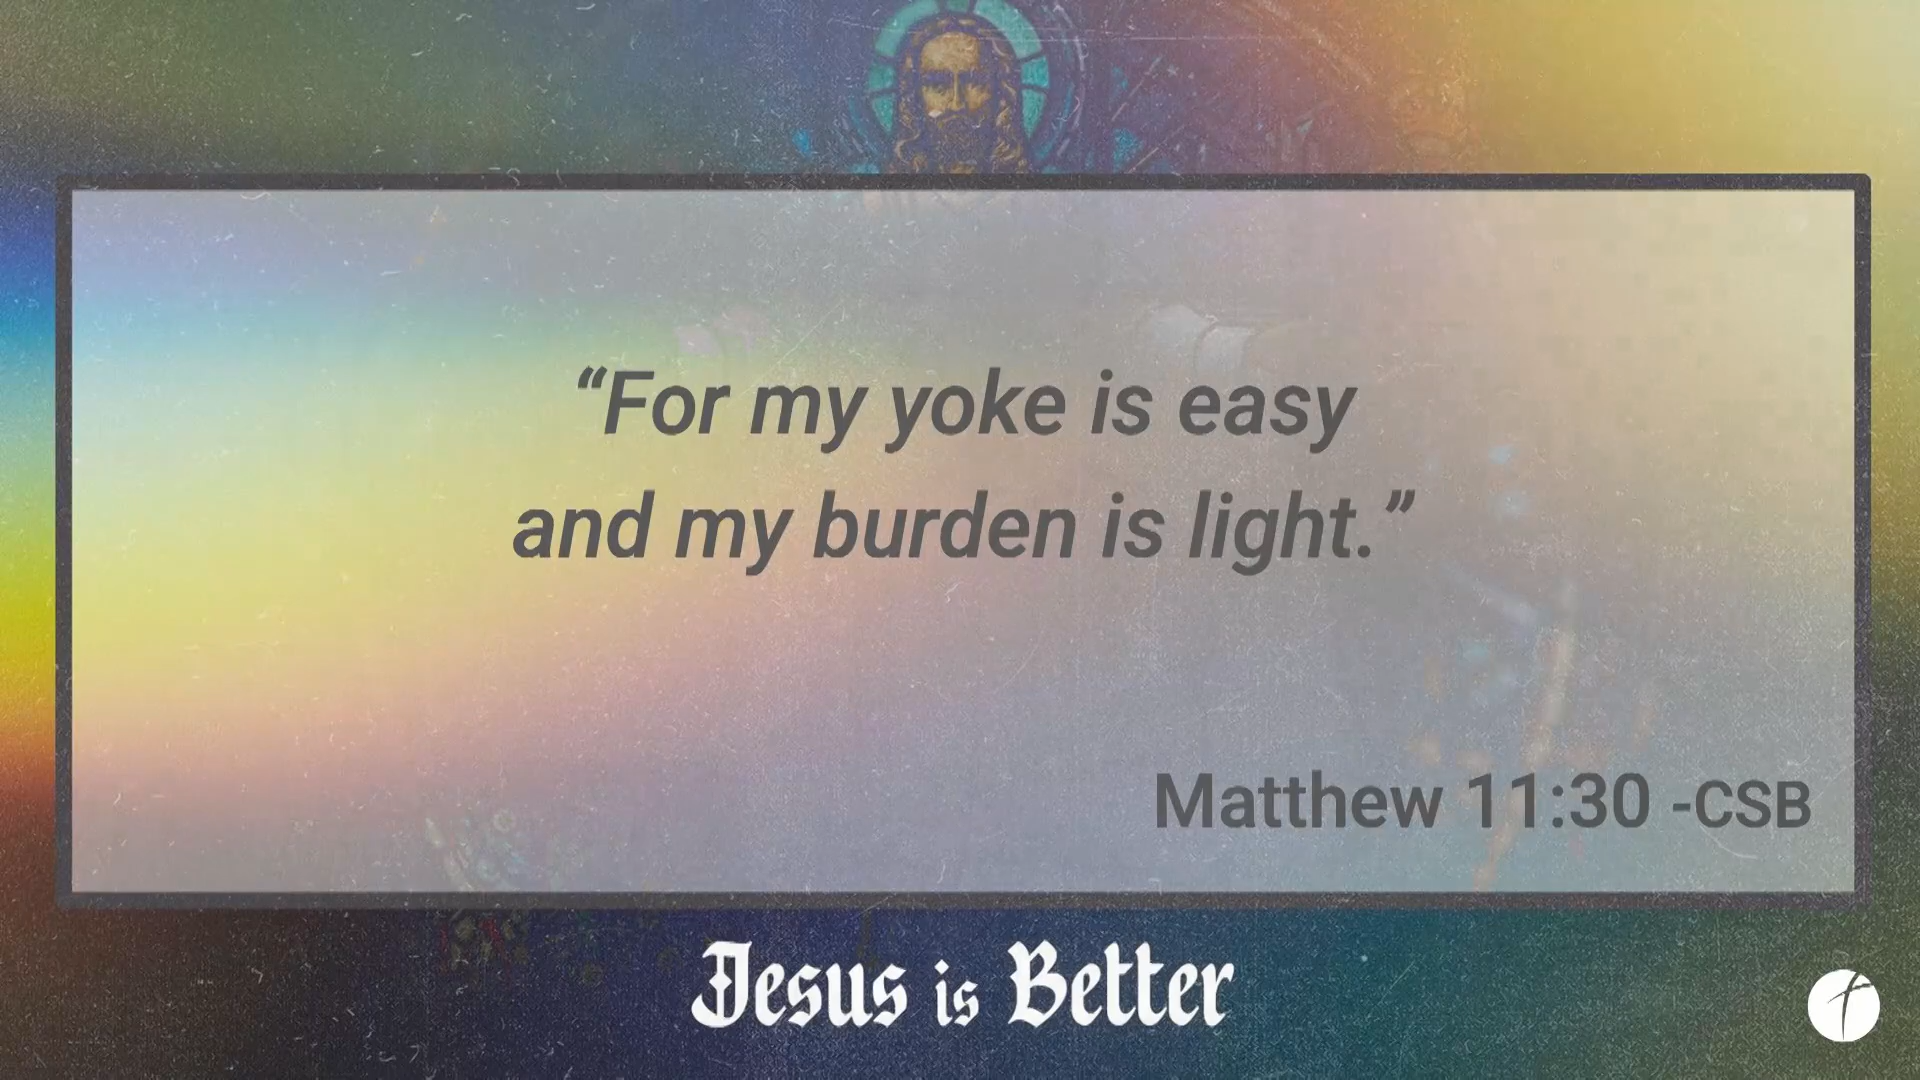 “For my yoke is easy
and my burden is light.”
Matthew 11:30 -CSB
Jesus is Better